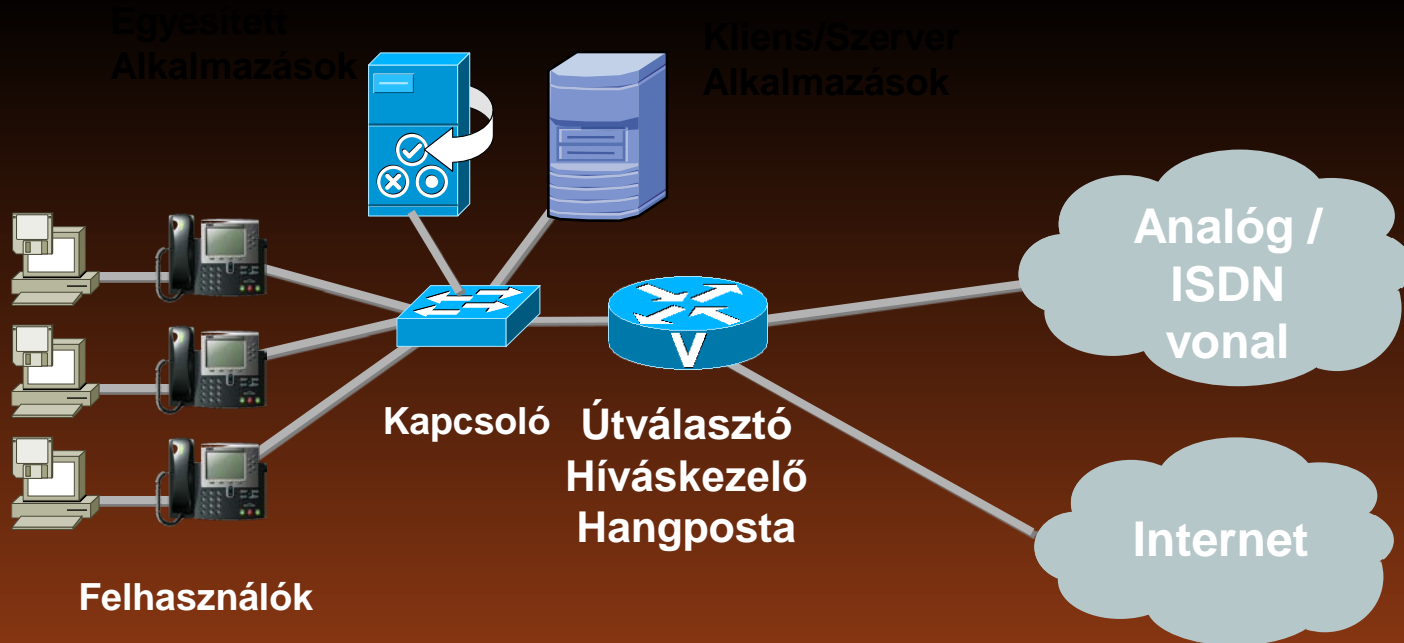 Egyesített
Alkalmazások
Kliens/Szerver
Alkalmazások
Analóg /
ISDN
vonal
V
Kapcsoló
Útválasztó
Híváskezelő
Hangposta
Internet
Felhasználók